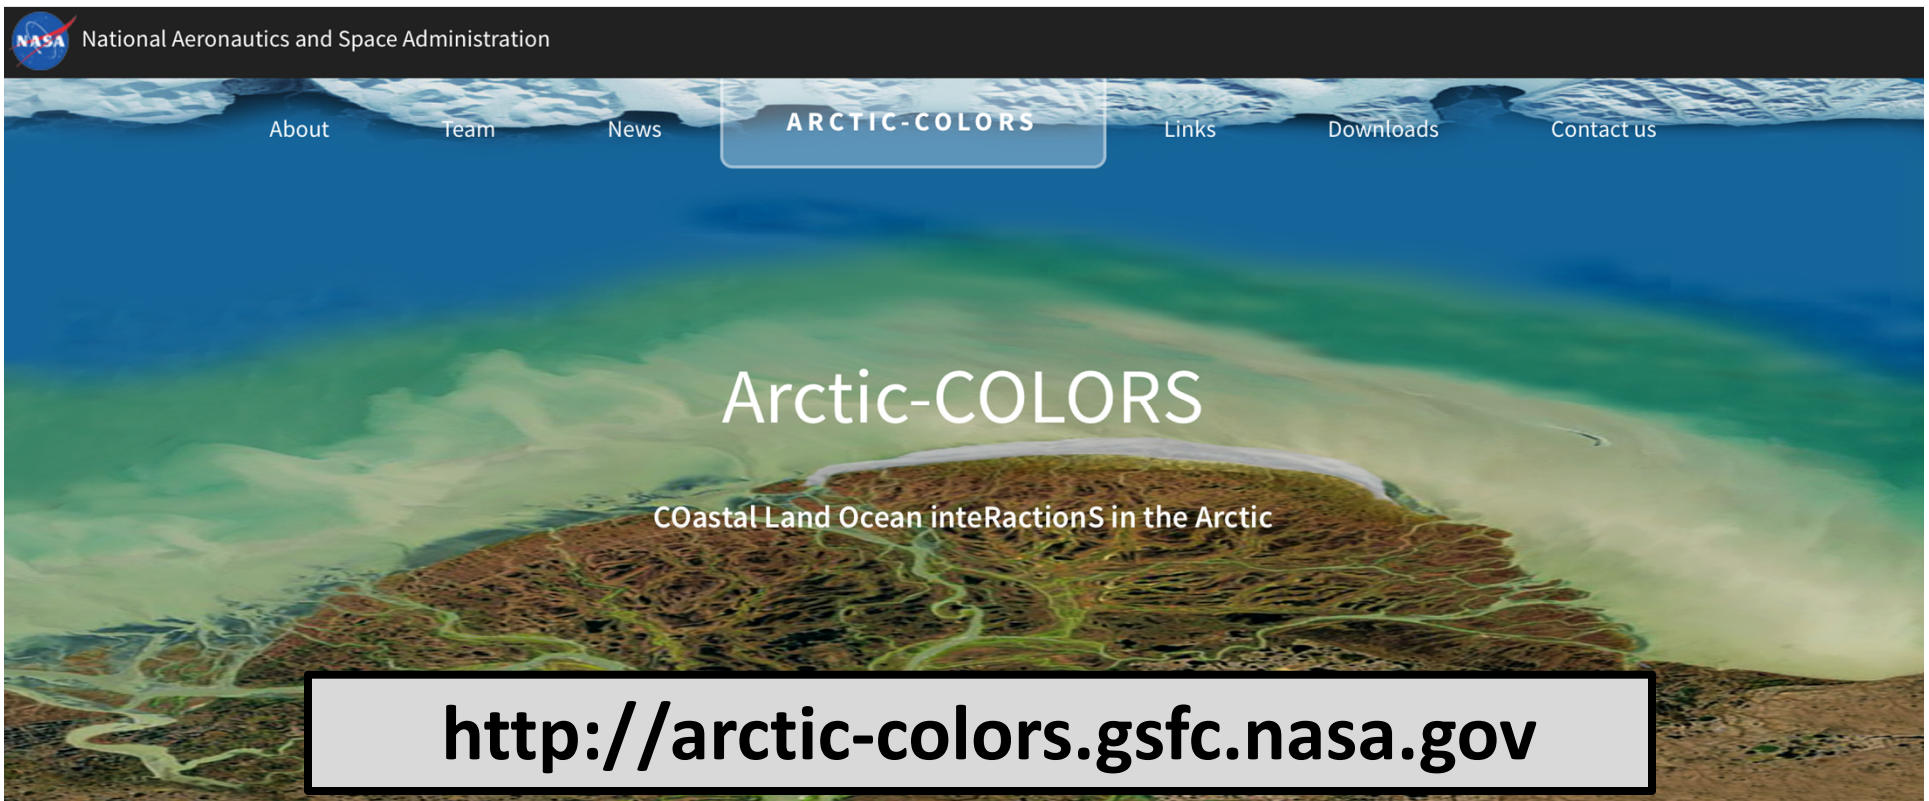 NASA
National Aeronautics and Space Administration
About
Team
News
ARCTIC-COLORS
Links
Downloads
Contact us
Arctic-COLORS
COastal Land Ocean inteRactionS in the Arctic
http://arctic-colors.gsfc.nasa.gov